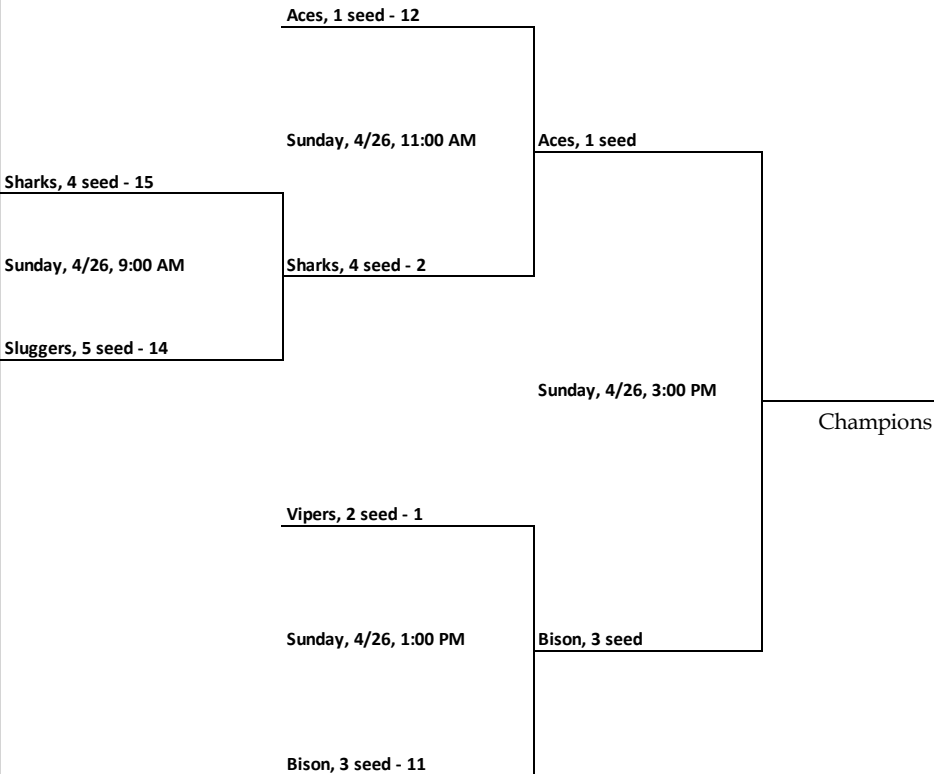 Aces, 1 seed - 12
Sunday, 4/26, 11:00 AM
Aces, 1 seed
Sharks, 4 seed - 15
Sunday, 4/26, 9:00 AM
Sharks, 4 seed - 2
Sluggers, 5 seed - 14
Sunday, 4/26, 3:00 PM
Champions
Vipers, 2 seed - 1
Sunday, 4/26, 1:00 PM
Bison, 3 seed
Bison, 3 seed - 11